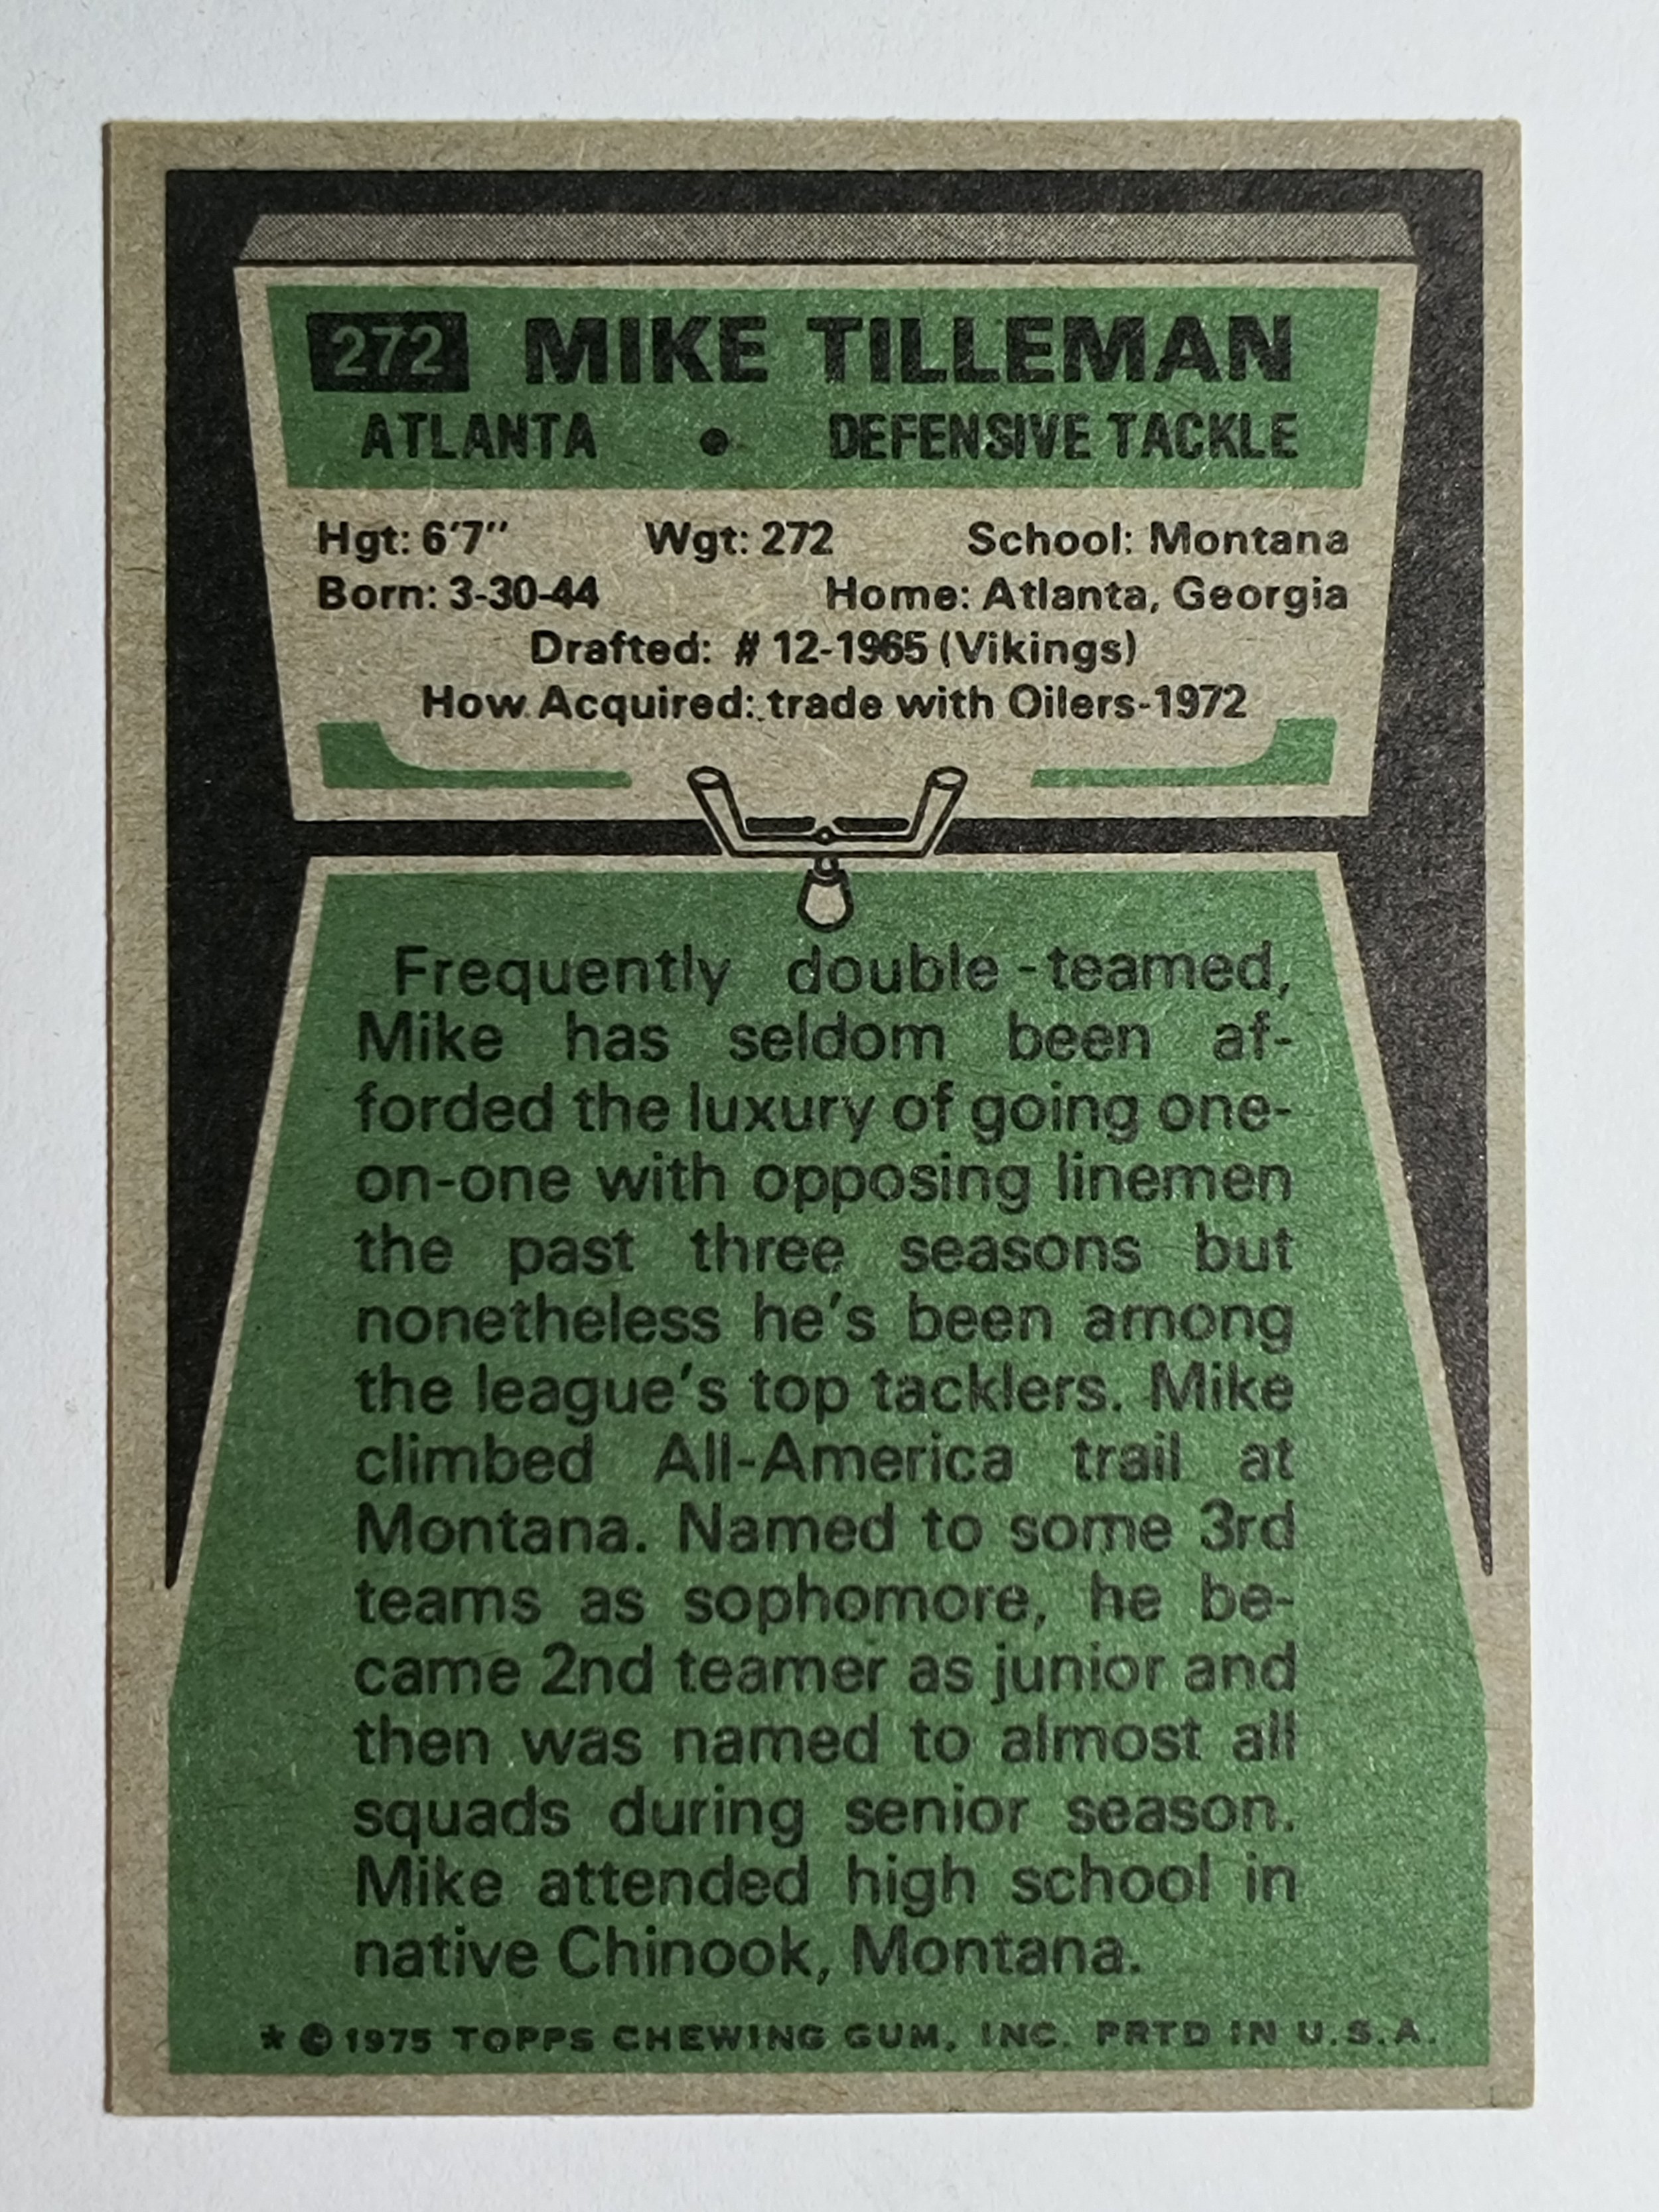 272 MIKE TILLEMAN
ATLANTA • DEFENSIVE TACKLE
Hgt: 6'7" Wgt: 272 School: Montana
Born: 3-30-44 Home: Atlanta, Georgia
Drafted: # 12-1965 (Vikings)
How Acquired: trade with Oilers-1972
Frequently double-teamed,
Mike has seldom been af-
forded the luxury of going one-
on-one with opposing linemen
the past three seasons but
nonetheless he's been among
the league's top tacklers. Mike
climbed All-America trail at
Montana. Named to some 3rd
teams as sophomore, he be-
came 2nd teamer as junior and
then was named to almost all
squads during senior season.
Mike attended high school in
native Chinook, Montana.
* © 1975 TOPPS CHEWING GUM, INC. PRTD IN U.S.A.